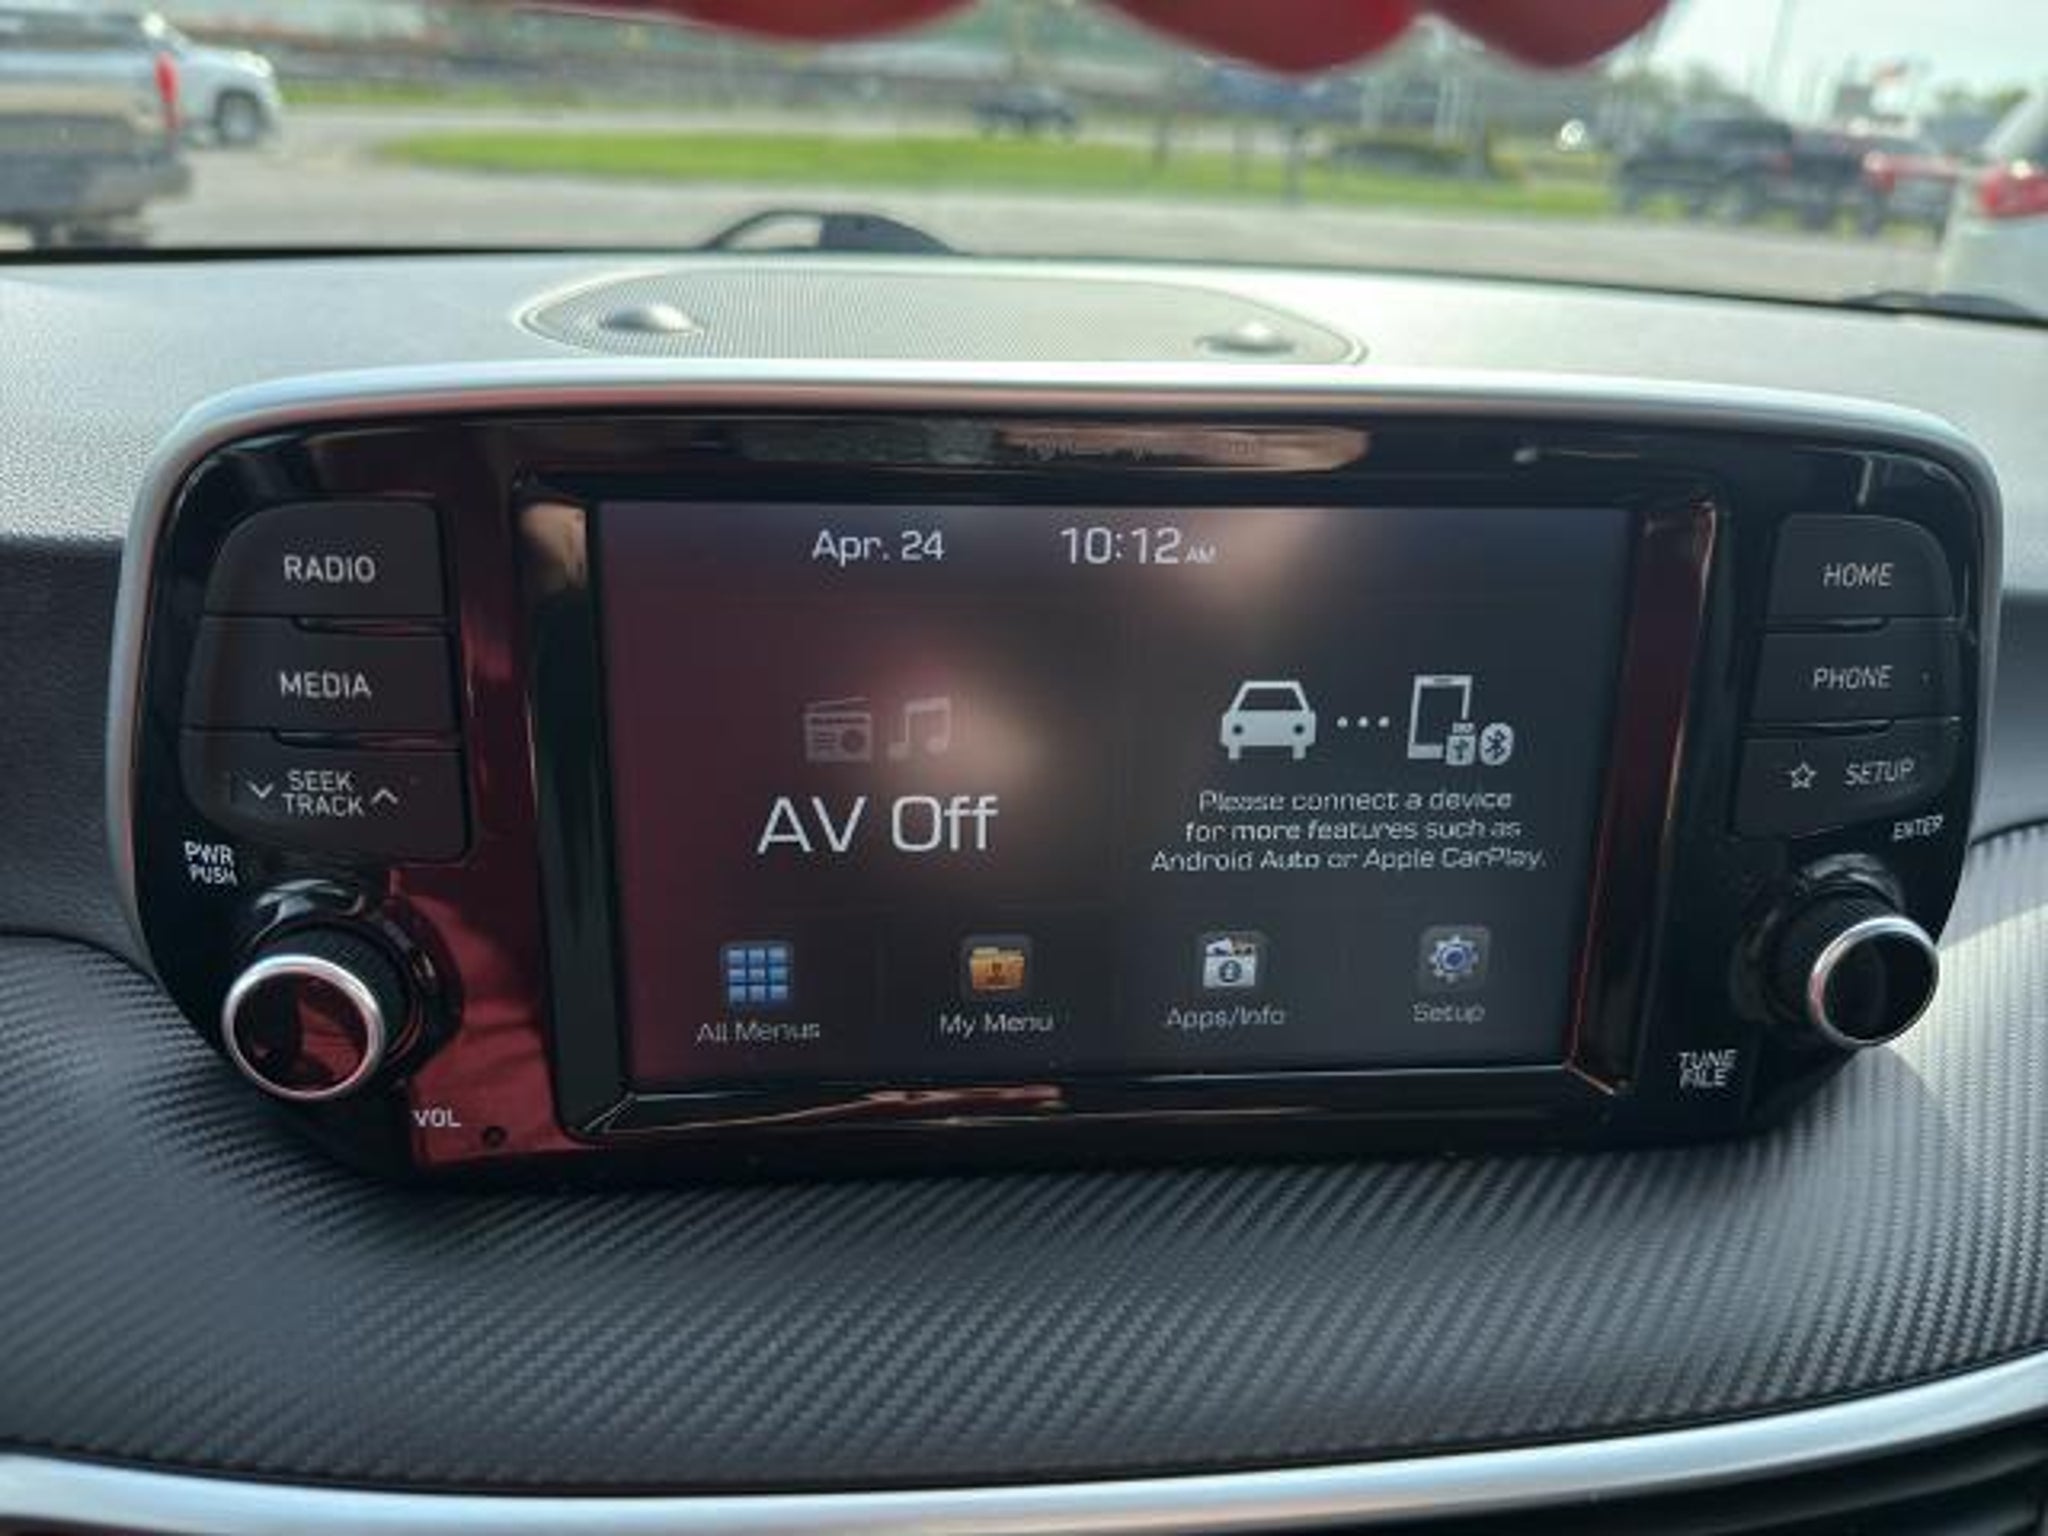 Apr. 24
10:12 AM
RADIO
MEDIA
SEEK
TRACK
PWR
PUSH
VOL
AV Off
Please connect a device
for more features such as
Android Auto or Apple CarPlay.
All Menus
My Menu
Apps/Info
Setup
HOME
PHONE
SETUP
ENTER
TUNE
FILE